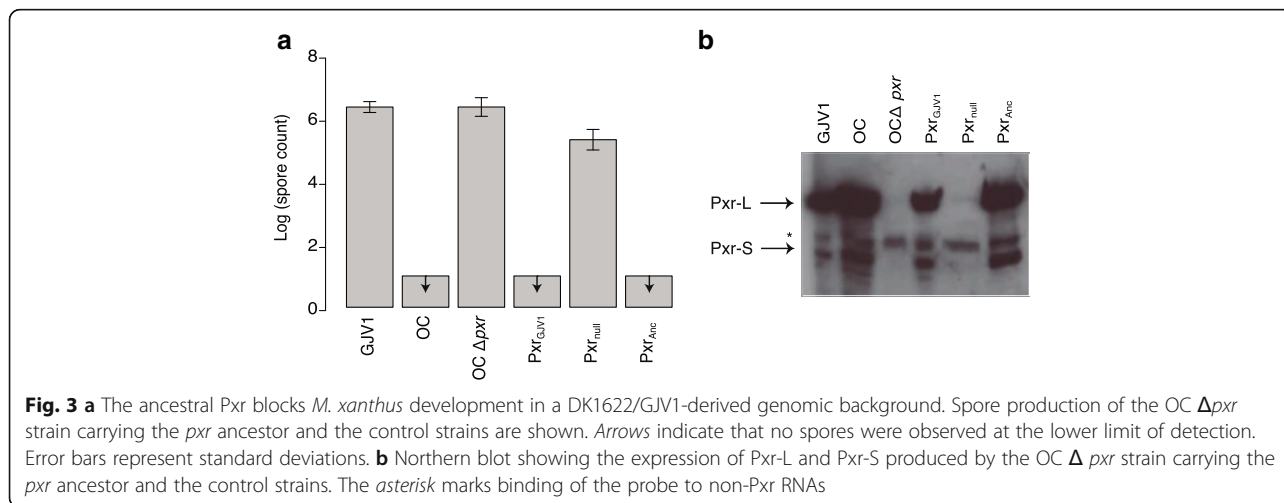 a
8
6
4
2
0
Log (spore count)
GJV1
OC
OC Δpxr
PxrGJV1
Pxrnull
PxrAnc
b
GJV1
OC
OCΔ pxr
PxrGJV1
Pxrnull
PxrAnc
Pxr-L
*
Pxr-S
Fig. 3 a The ancestral Pxr blocks M. xanthus development in a DK1622/GJV1-derived genomic background. Spore production of the OC Δpxr
strain carrying the pxr ancestor and the control strains are shown. Arrows indicate that no spores were observed at the lower limit of detection.
Error bars represent standard deviations. b Northern blot showing the expression of Pxr-L and Pxr-S produced by the OC Δ pxr strain carrying the
pxr ancestor and the control strains. The asterisk marks binding of the probe to non-Pxr RNAs